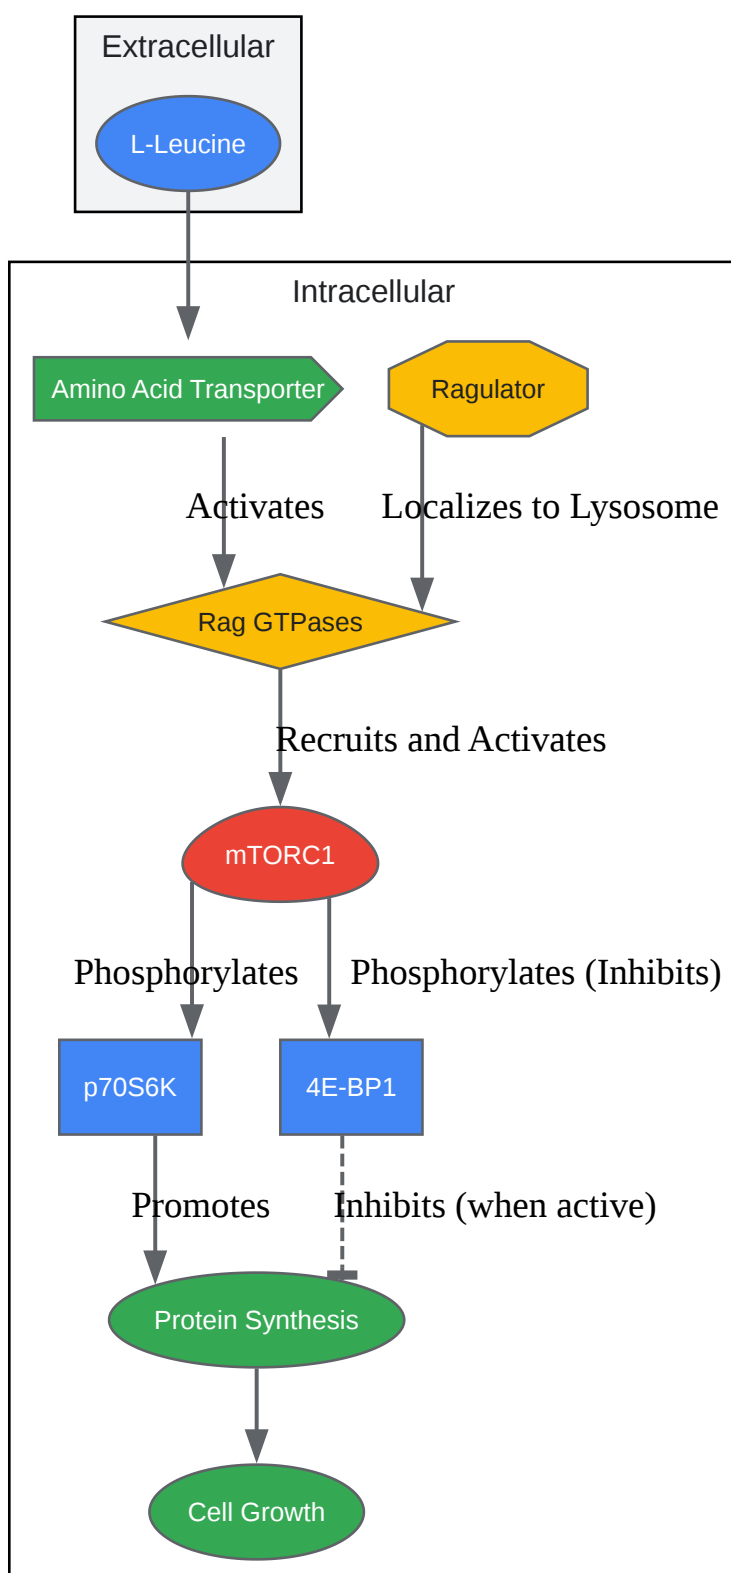 Extracellular
L-Leucine
Intracellular
Amino Acid Transporter
Ragulator
Activates
Localizes to Lysosome
Rag GTPases
Recruits and Activates
mTORC1
Phosphorylates
Phosphorylates (Inhibits)
p70S6K
4E-BP1
Promotes
Inhibits (when active)
Protein Synthesis
Cell Growth